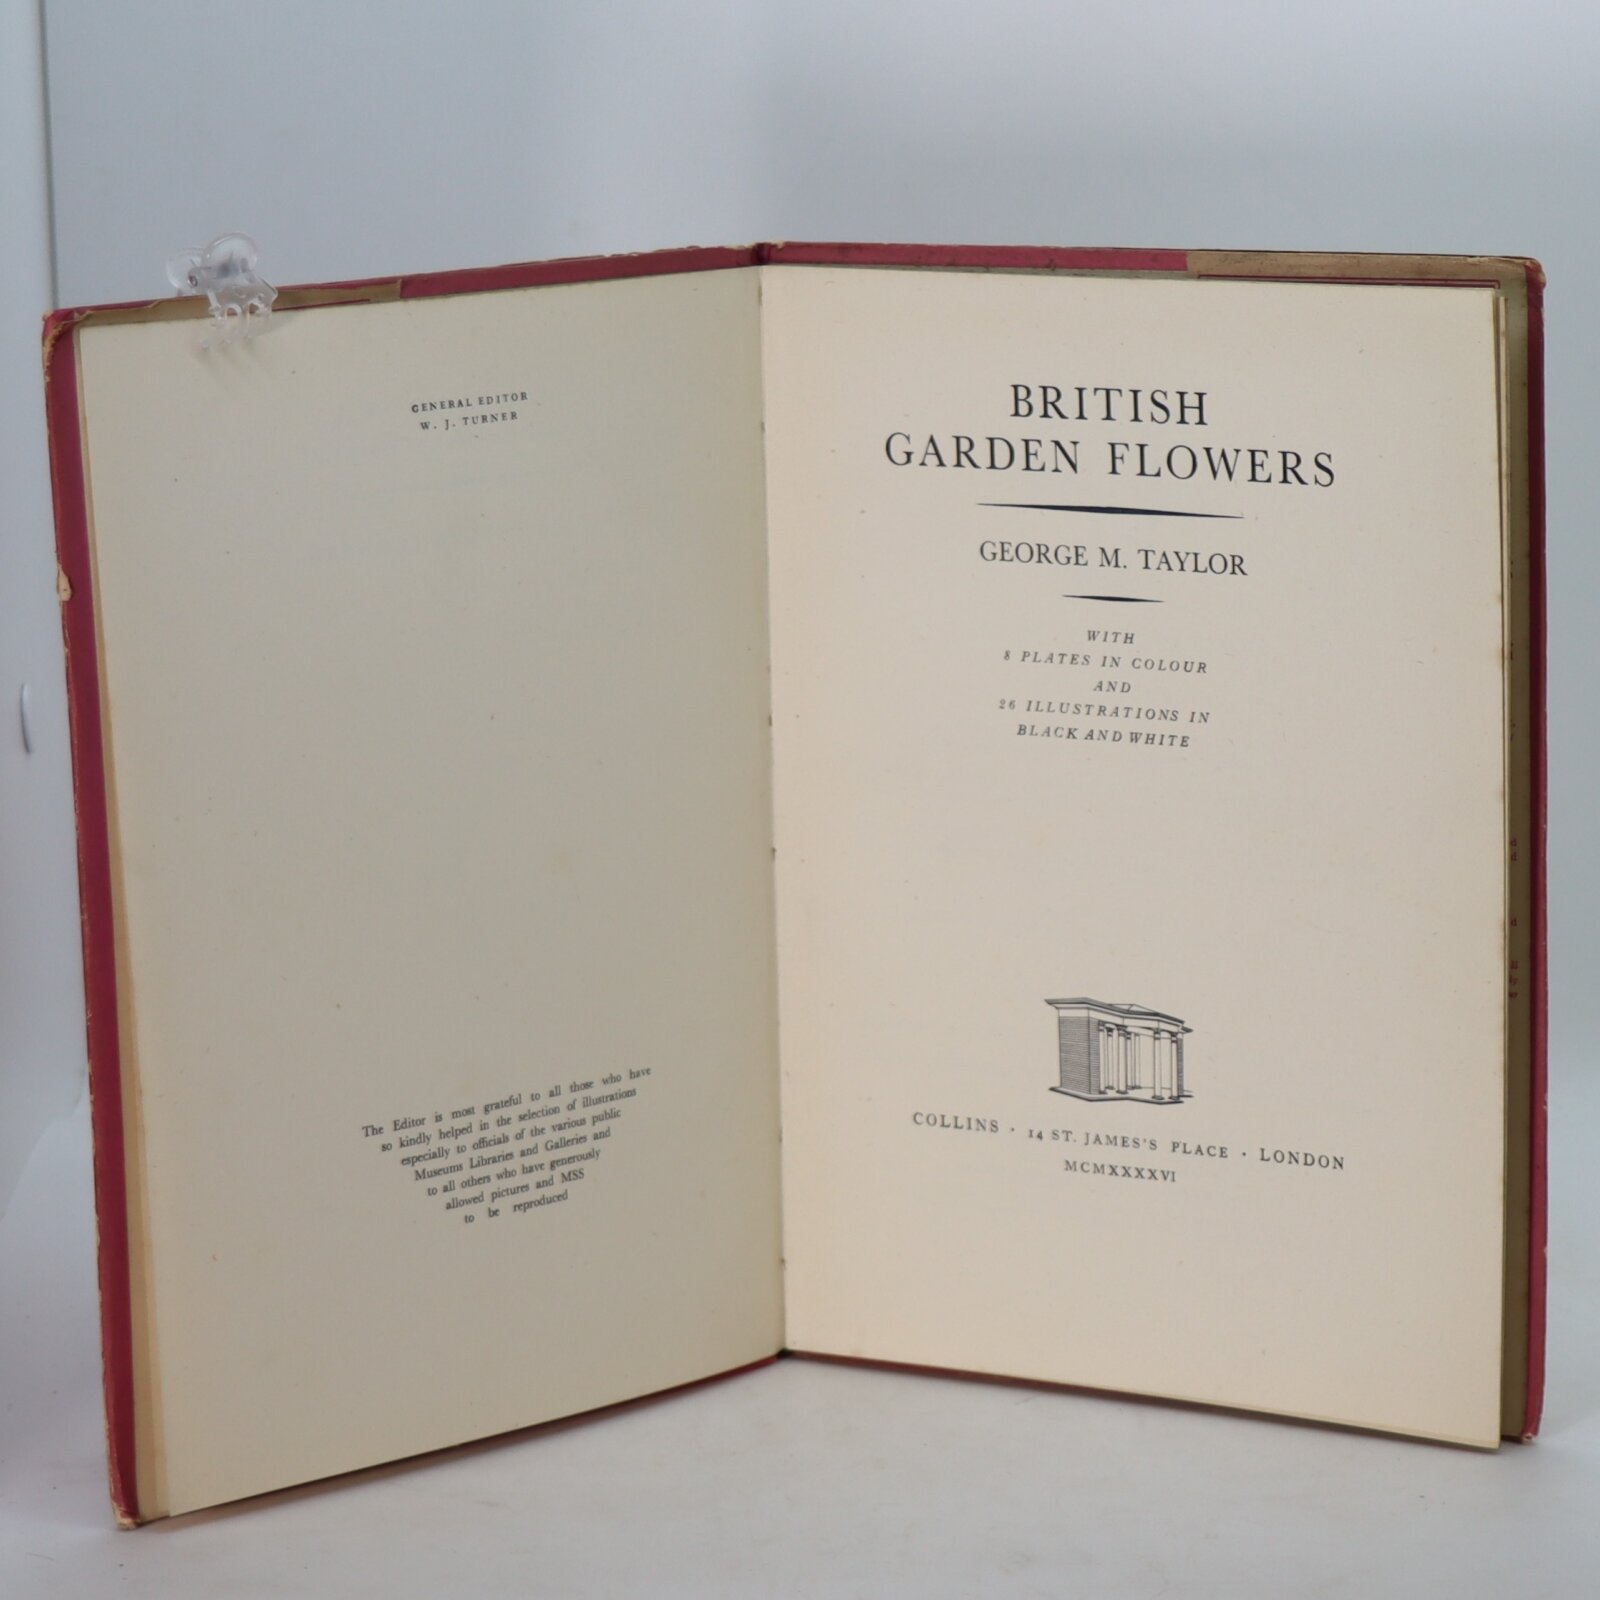 GENERAL EDITOR
W. J. TURNER
The Editor is most grateful to all those who have
so kindly helped in the selection of illustrations
especially to officials of the various public
Museums Libraries and Galleries and
to all others who have generously
allowed pictures and MSS
to be reproduced
BRITISH
GARDEN FLOWERS
GEORGE M. TAYLOR
WITH
8 PLATES IN COLOUR
AND
26 ILLUSTRATIONS IN
BLACK AND WHITE
COLLINS · 14 ST. JAMES'S PLACE · LONDON
MCMXXXXVI